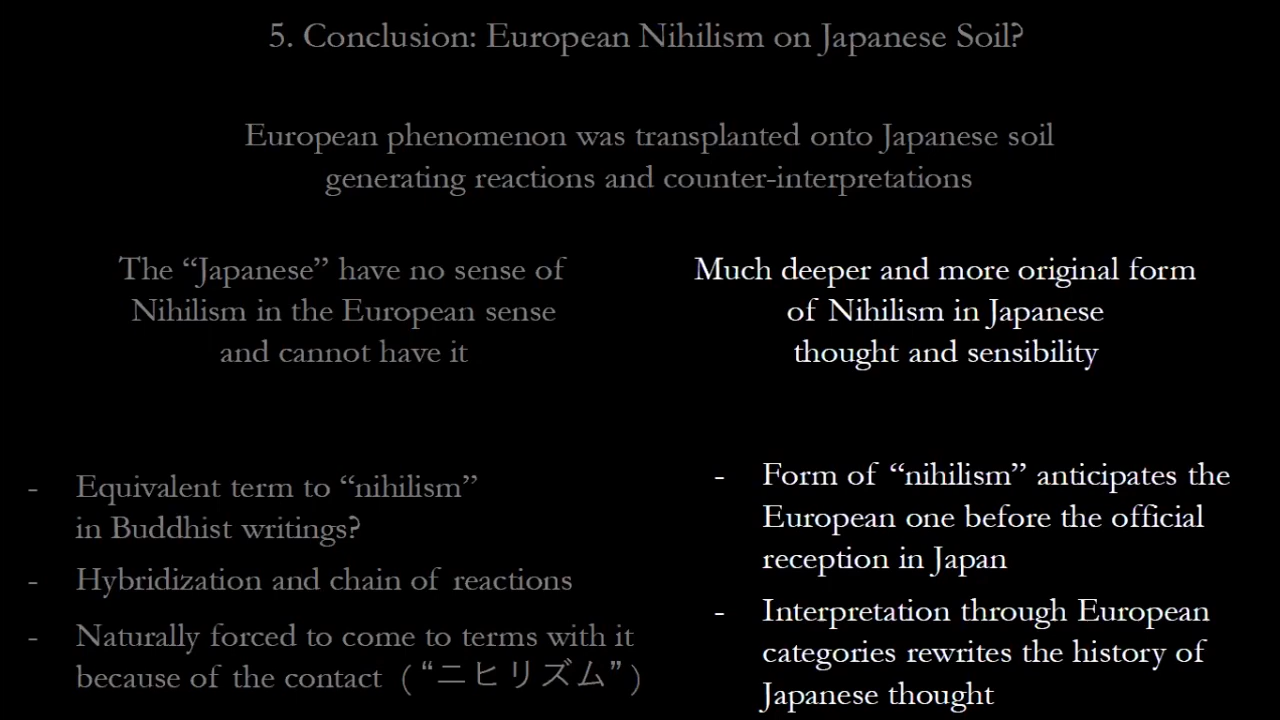 5. Conclusion: European Nihilism on Japanese Soil?
European phenomenon was transplanted onto Japanese soil
generating reactions and counter-interpretations
The “Japanese” have no sense of
Nihilism in the European sense
and cannot have it
- Equivalent term to “nihilism”
in Buddhist writings?
- Hybridization and chain of reactions
- Naturally forced to come to terms with it
because of the contact (“ニヒリズム”)
Much deeper and more original form
of Nihilism in Japanese
thought and sensibility
- Form of “nihilism” anticipates the
European one before the official
reception in Japan
- Interpretation through European
categories rewrites the history of
Japanese thought